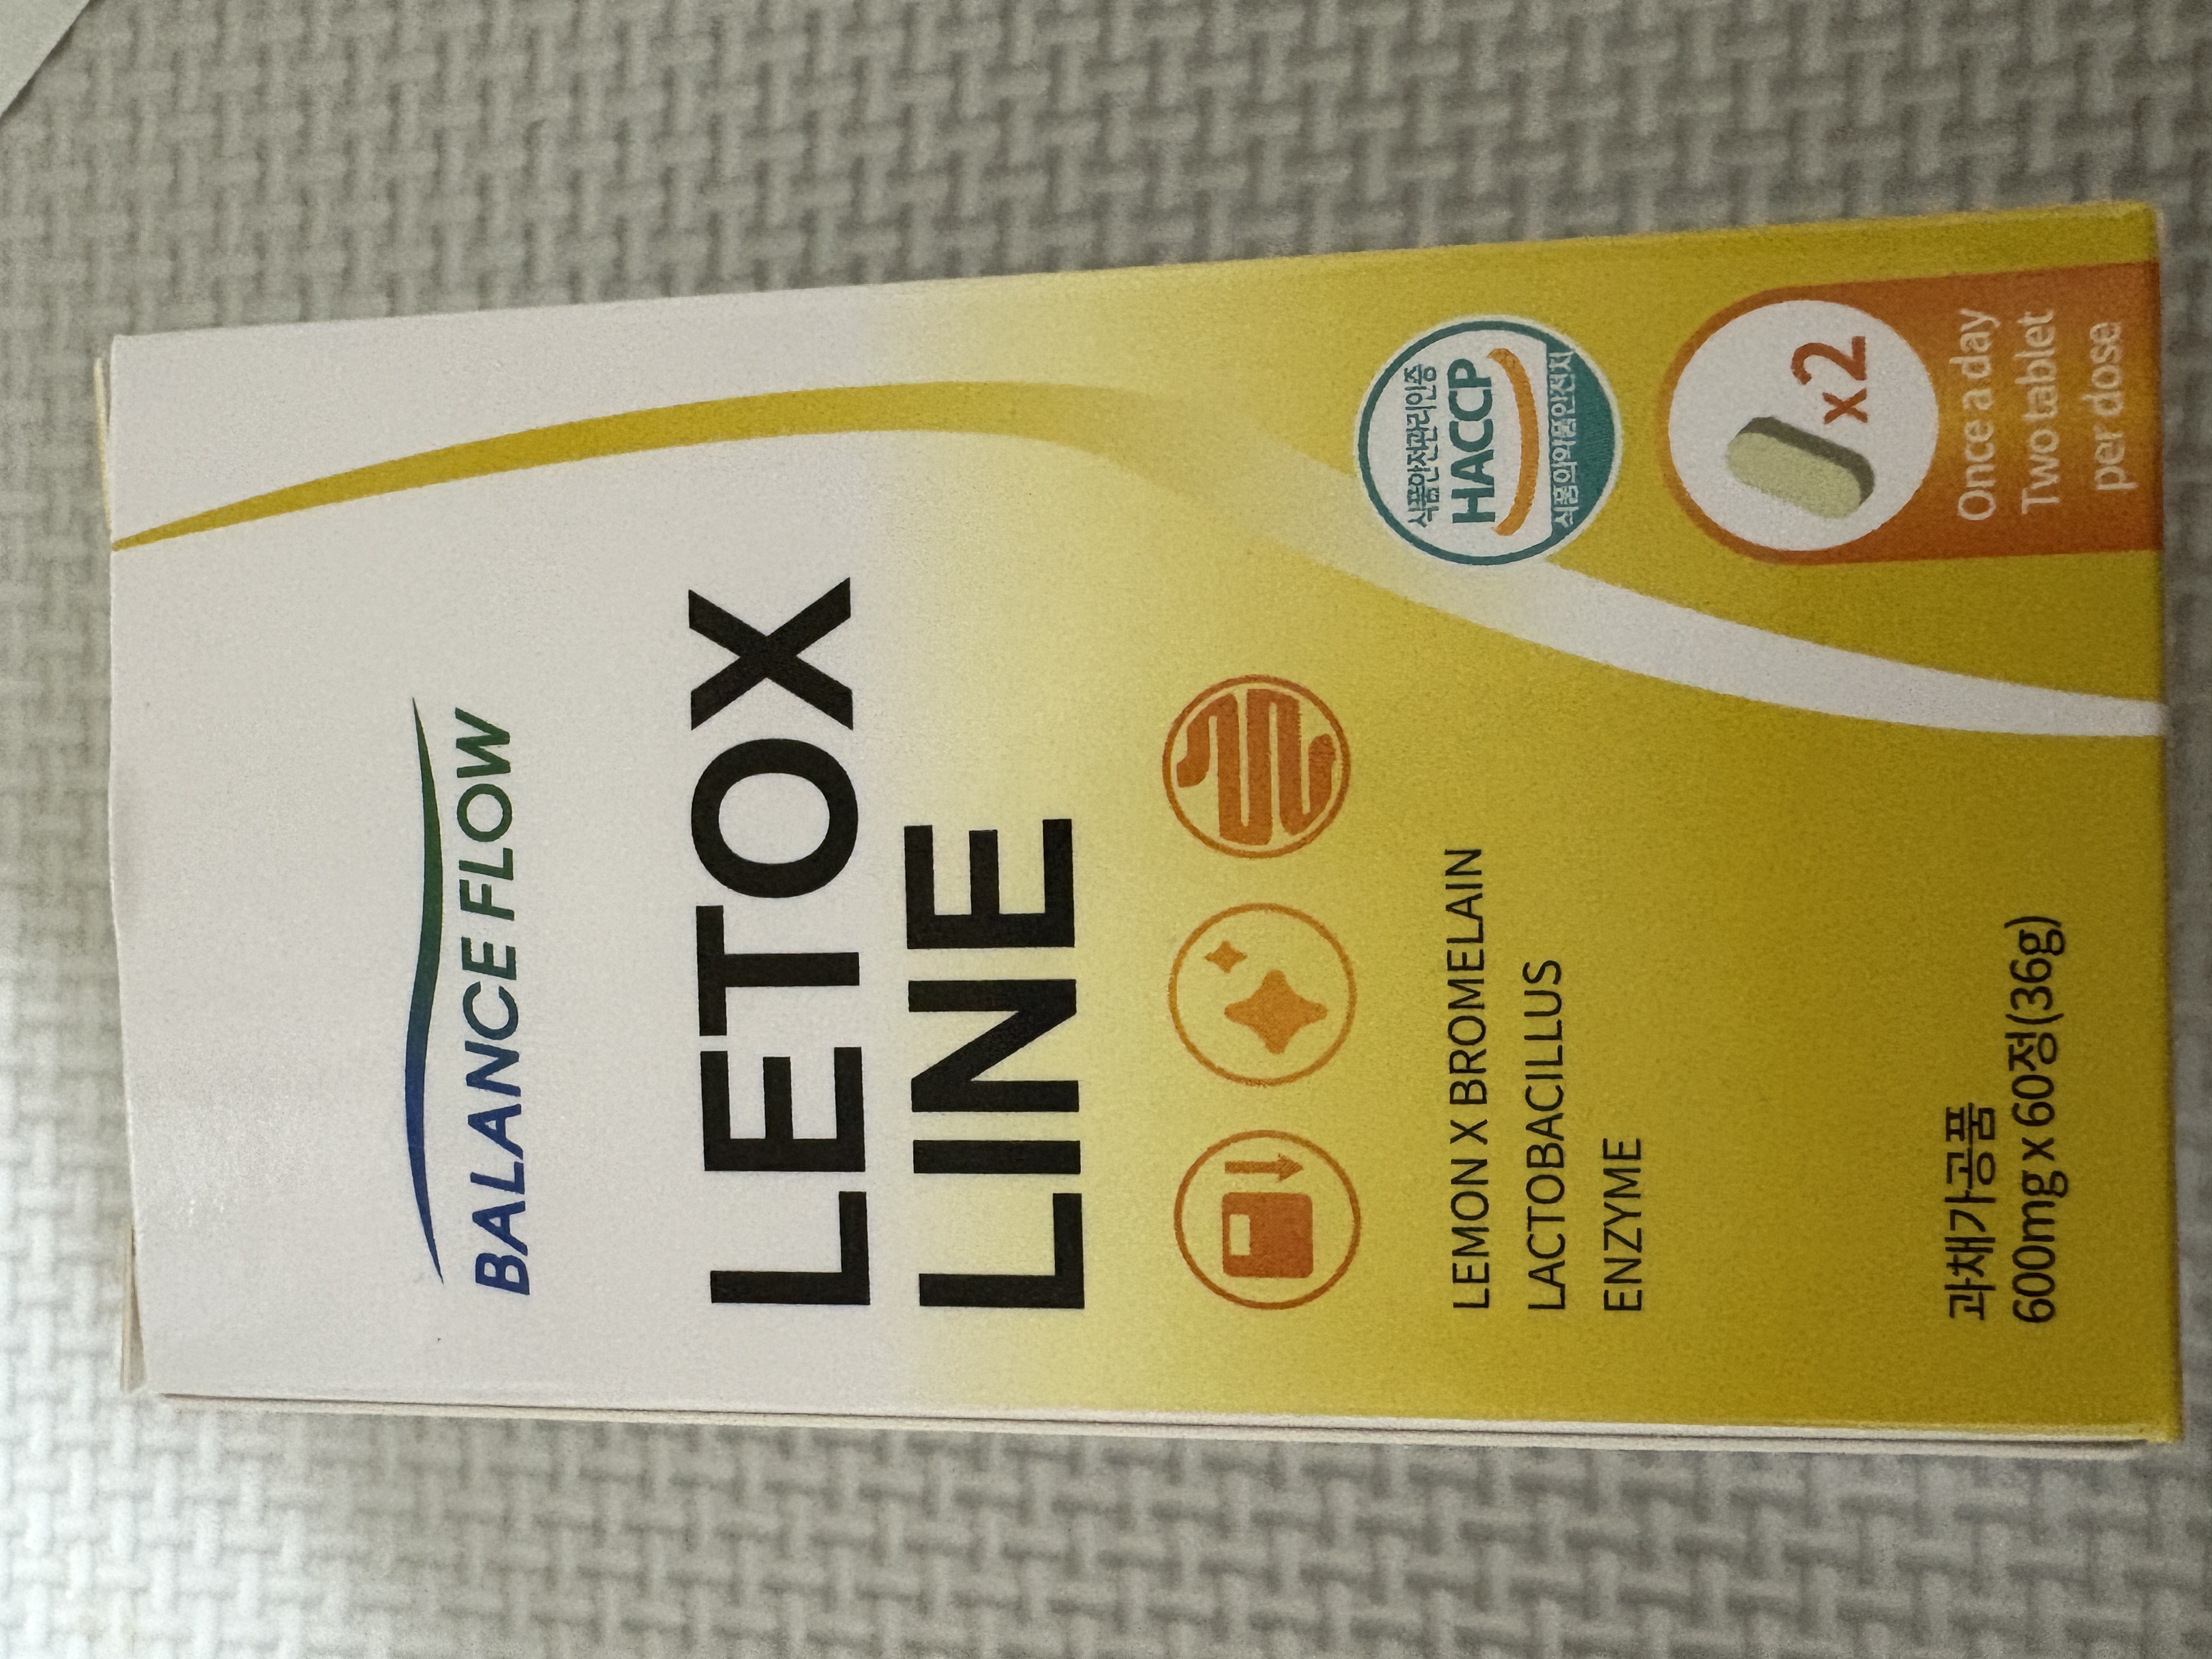 BALANCE FLOW
LETOX
LINE
LEMON X BROMELAIN
LACTOBACILLUS
ENZYME
식품안전관리인증
HACCP
식품의약품안전처
x2
Once a day
Two tablet
per dose
과채가공품
600mg x 60정(36g)